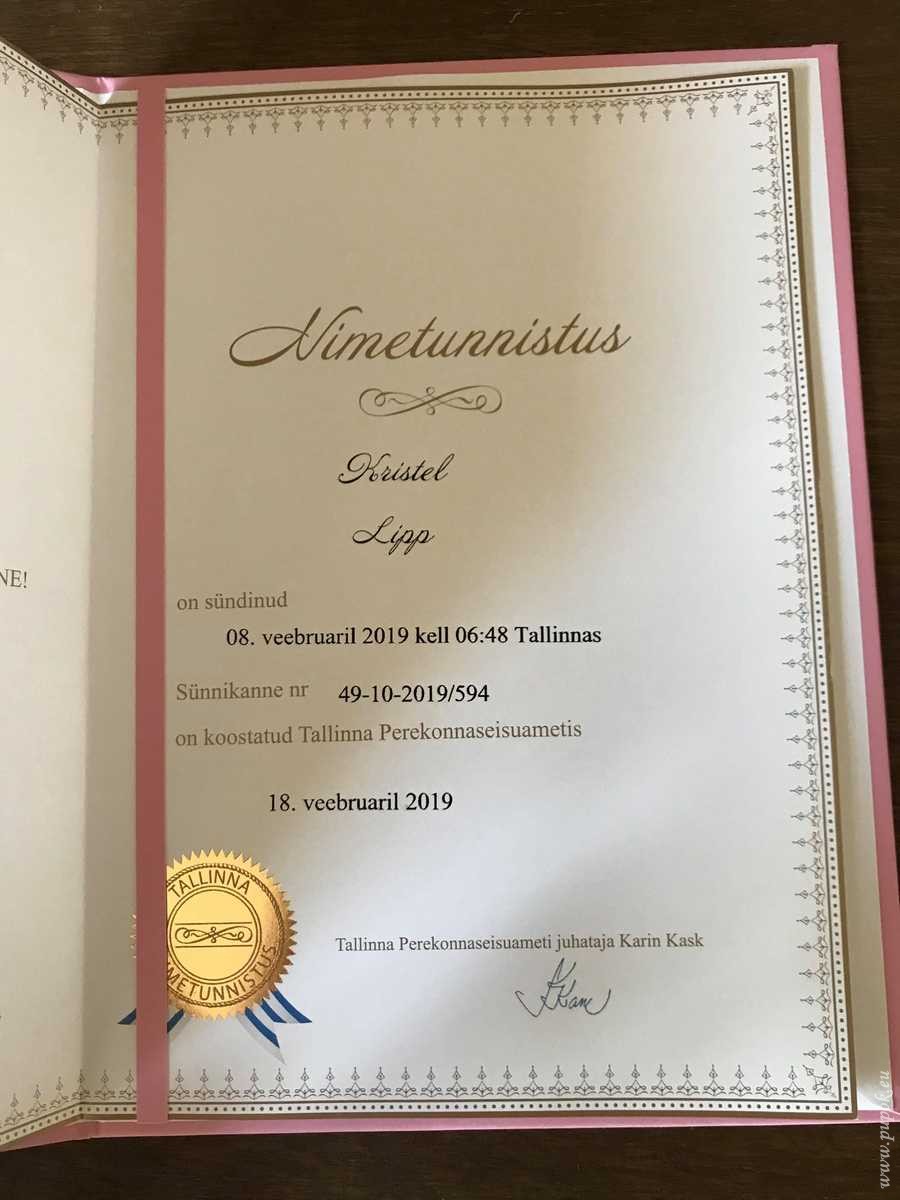 NE!
Nimetunnistus
Kristel
Lipp
on sündinud
08. veebruaril 2019 kell 06:48 Tallinnas
Sünnikanne nr 49-10-2019/594
on koostatud Tallinna Perekonnaseisuametis
18. veebruaril 2019
TALLINNA
IMETUNNISTUS
Tallinna Perekonnaseisuameti juhataja Karin Kask